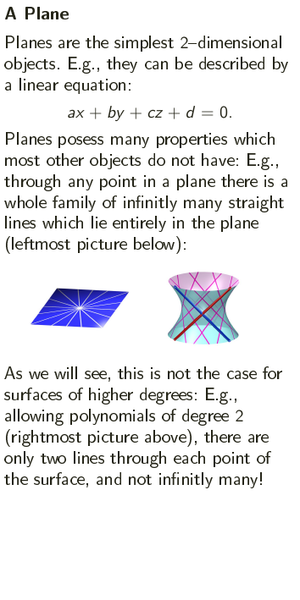 A Plane
Planes are the simplest 2–dimensional
objects. E.g., they can be described by
a linear equation:
ax + by + cz + d = 0.
Planes posess many properties which
most other objects do not have: E.g.,
through any point in a plane there is a
whole family of infinitly many straight
lines which lie entirely in the plane
(leftmost picture below):
As we will see, this is not the case for
surfaces of higher degrees: E.g.,
allowing polynomials of degree 2
(rightmost picture above), there are
only two lines through each point of
the surface, and not infinitly many!